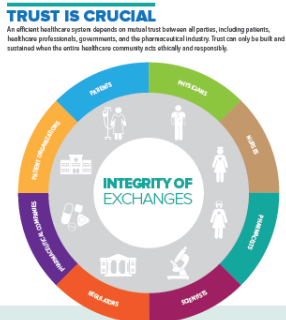 TRUST IS CRUCIAL
An efficient healthcare system depends on mutual trust between all parties, including patients,
healthcare professionals, governments, and the pharmaceutical industry. Trust can only be built and
sustained when the entire healthcare community acts ethically and responsibly.
PATIENTS
PHYSICIANS
NURSES
PHARMACISTS
SCIENTISTS
REGULATORS
PHARMACEUTICAL COMPANIES
PATIENT ORGANIZATIONS
INTEGRITY OF
EXCHANGES